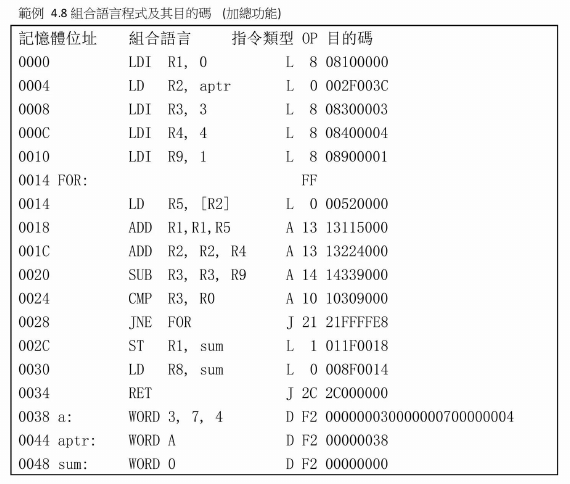 範例 4.8 組合語言程式及其目的碼 (加總功能)
記憶體位址 組合語言 指令類型 OP 目的碼
0000 LDI R1, 0 L 8 08100000
0004 LD R2, aptr L 0 002F003C
0008 LDI R3, 3 L 8 08300003
000C LDI R4, 4 L 8 08400004
0010 LDI R9, 1 L 8 08900001
0014 FOR: FF
0014 LD R5, [R2] L 0 00520000
0018 ADD R1,R1,R5 A 13 13115000
001C ADD R2, R2, R4 A 13 13224000
0020 SUB R3, R3, R9 A 14 14339000
0024 CMP R3, R0 A 10 10309000
0028 JNE FOR J 21 21FFFFE8
002C ST R1, sum L 1 011F0018
0030 LD R8, sum L 0 008F0014
0034 RET J 2C 2C000000
0038 a: WORD 3, 7, 4 D F2 000000030000000700000004
0044 aptr: WORD A D F2 00000038
0048 sum: WORD 0 D F2 00000000